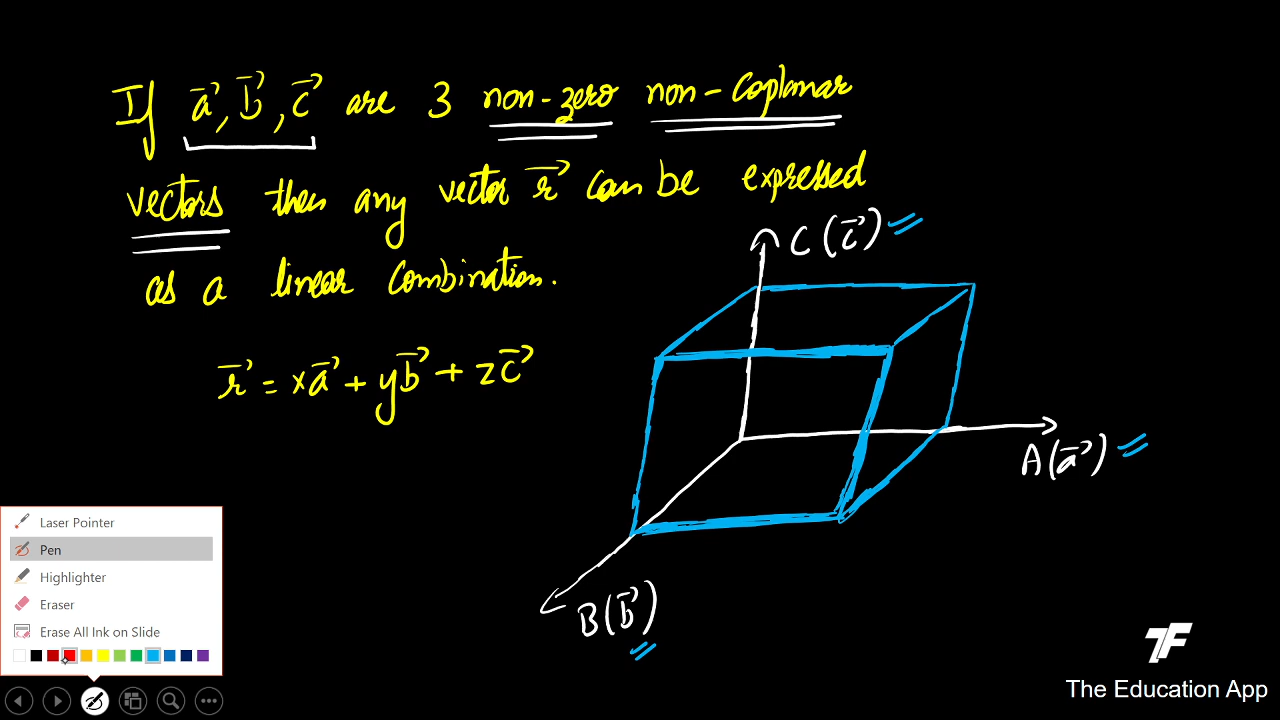 If a⃗, b⃗, c⃗ are 3 non-zero non-coplanar
vectors then any vector r⃗ can be expressed
as a linear combination.
r⃗ = xa⃗ + yb⃗ + zc⃗
C(c⃗)
A(a⃗)
B(b⃗)
Laser Pointer
Pen
Highlighter
Eraser
Erase All Ink on Slide
TF
The Education App